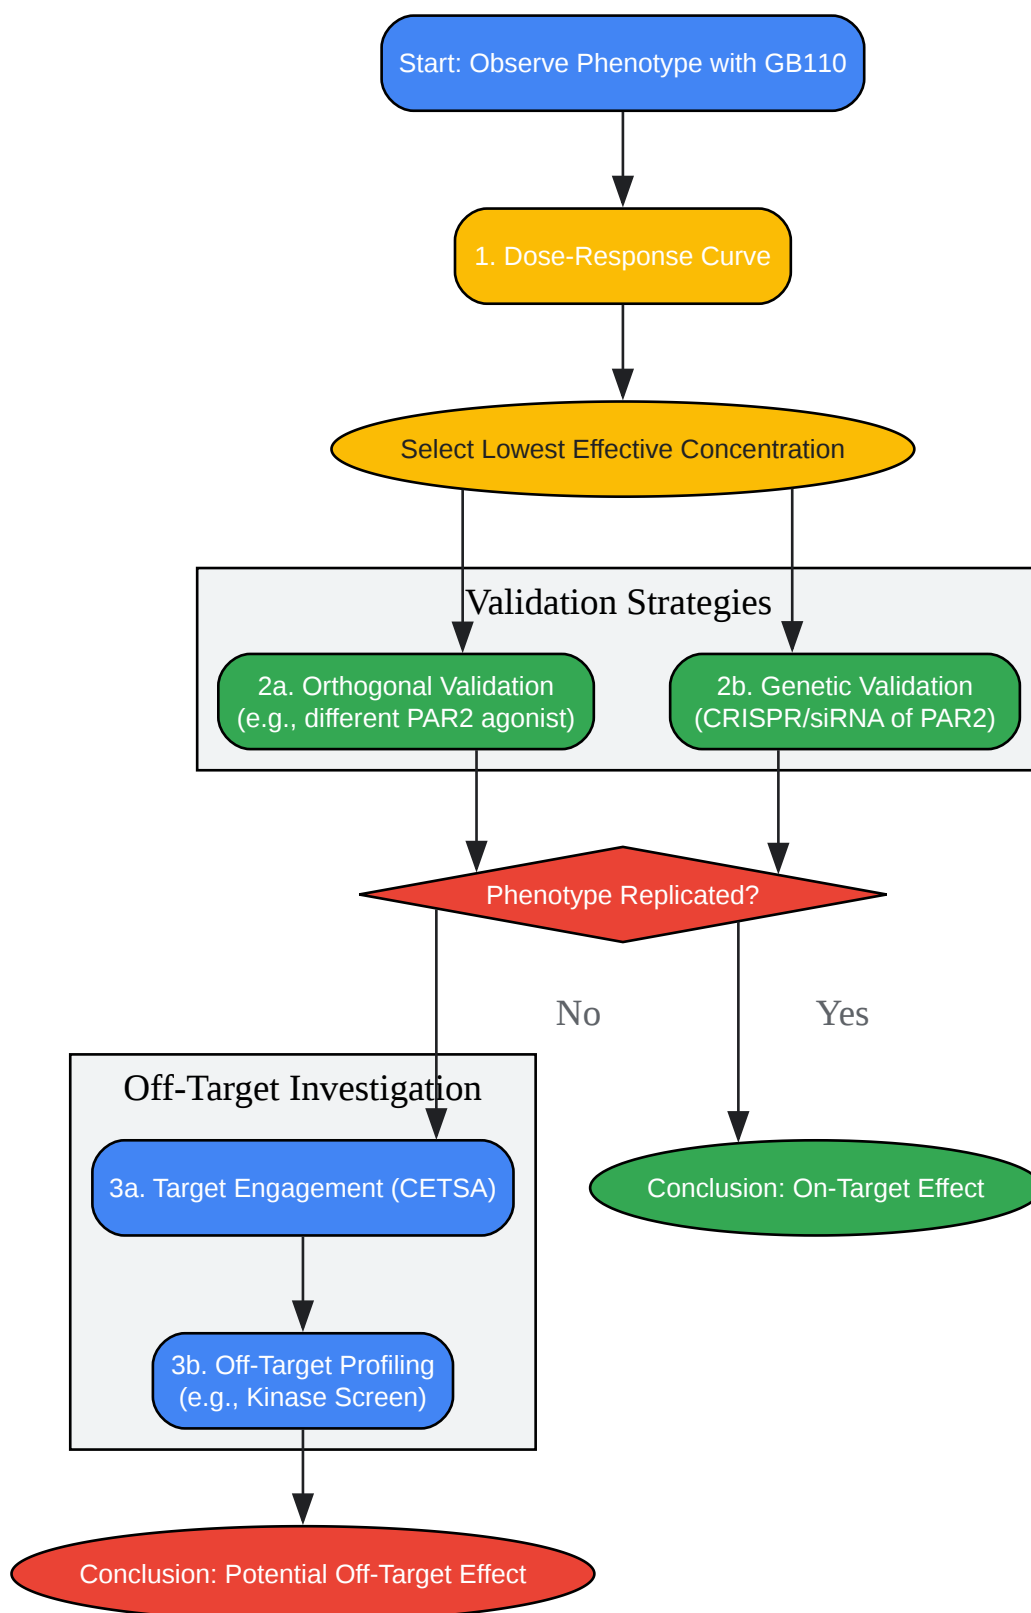 Start: Observe Phenotype with GB110
1. Dose-Response Curve
Select Lowest Effective Concentration
Validation Strategies
2a. Orthogonal Validation
(e.g., different PAR2 agonist)
2b. Genetic Validation
(CRISPR/siRNA of PAR2)
Phenotype Replicated?
No
Yes
Off-Target Investigation
3a. Target Engagement (CETSA)
Conclusion: On-Target Effect
3b. Off-Target Profiling
(e.g., Kinase Screen)
Conclusion: Potential Off-Target Effect